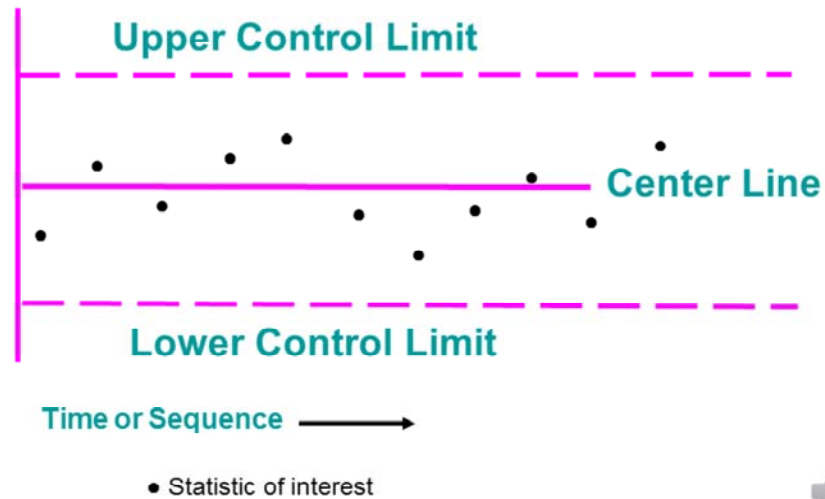 Upper Control Limit
Center Line
Lower Control Limit
Time or Sequence
Statistic of interest